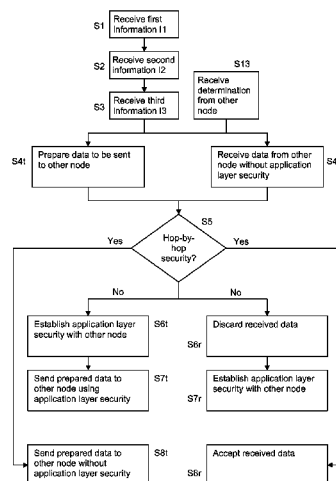 S1
Receive first
information I1
S2
Receive second
information I2
S13
Receive
determination
from other
node
S3
Receive third
information I3
S4t
Prepare data to be sent
to other node
Receive data from other
node without application
layer security
S4
S5
Hop-by-
hop
security?
Yes
Yes
No
No
Establish application layer
security with other node
S6t
Discard received
data
S6r
Send prepared data to
other node using
application layer security
S7t
Establish application layer
security with other node
S7r
Send prepared data to
other node without
application layer security
S8t
Accept received data
S8r